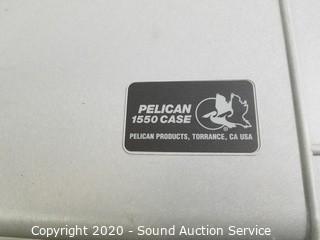 PELICAN
1550 CASE
PELICAN PRODUCTS, TORRANCE, CA USA
Copyright 2020 - Sound Auction Service